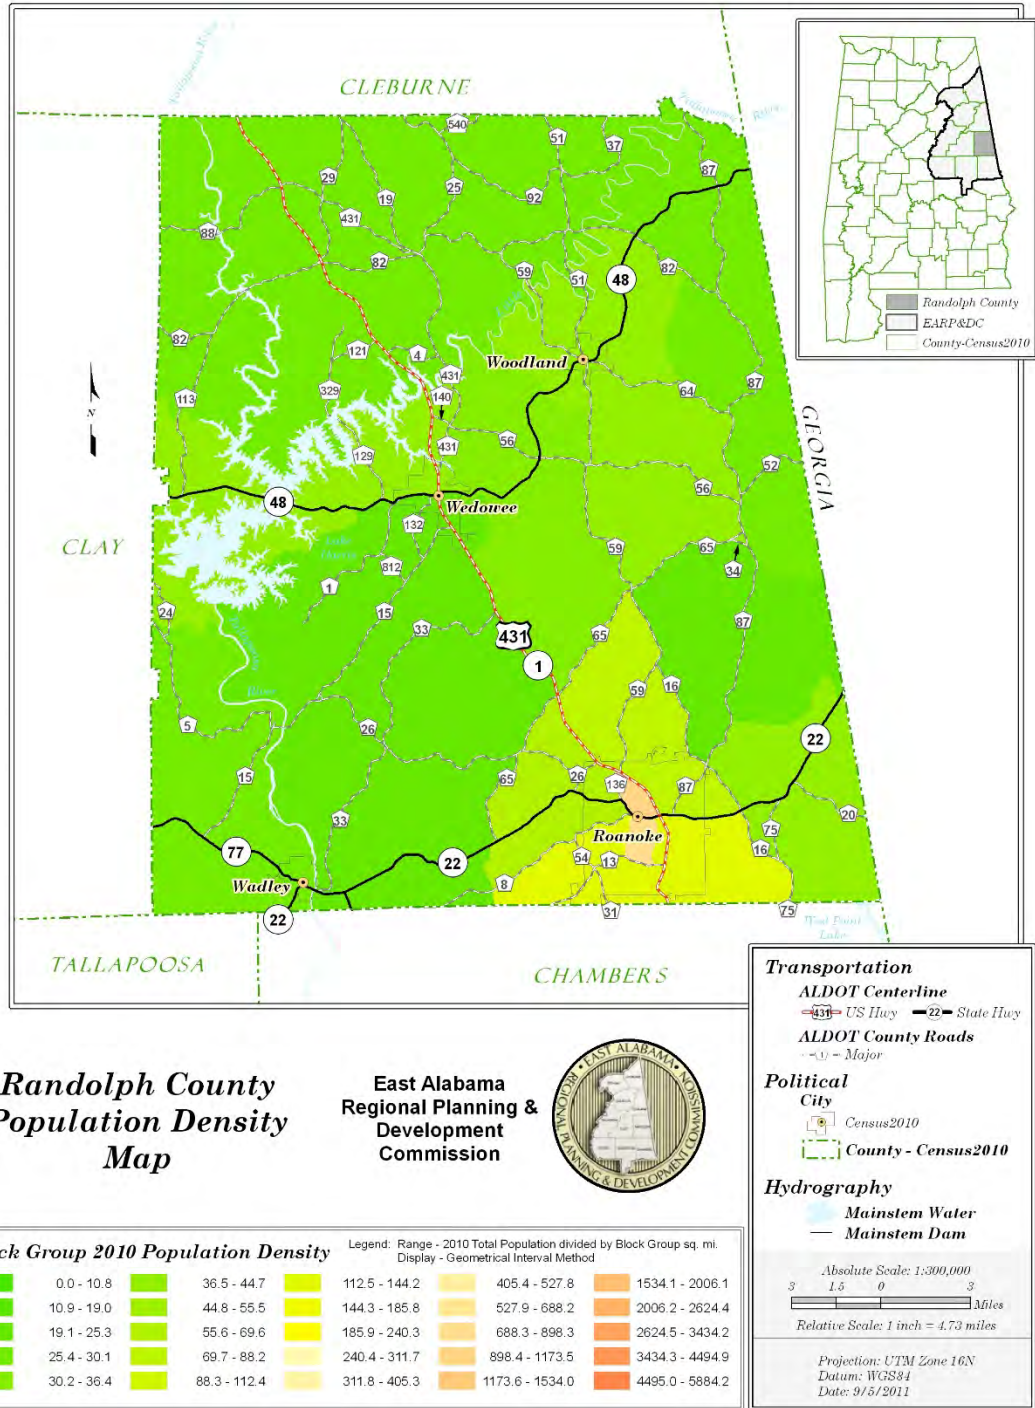 CLEBURNE
Tallapoosa River
Tallapoosa
River
540
51
37
87
29
19
25
92
431
88
82
59
51
48
82
82
121
4
Woodland
431
140
113
329
64
87
431
56
129
52
48
Wedowee
56
GEORGIA
CLAY
132
59
65
812
34
1
24
15
33
87
431
65
1
59
16
River
5
26
22
15
65
26
136
87
33
20
Roanoke
75
77
22
54
13
16
Wadley
8
31
75
22
West Point
Lake
TALLAPOOSA
CHAMBERS
N
Randolph County
EARP&DC
County-Census2010
Randolph County
Population Density
Map
East Alabama
Regional Planning &
Development
Commission
EAST ALABAMA
REGIONAL PLANNING & DEVELOPMENT COMMISSION
ck Group 2010 Population Density
Legend: Range - 2010 Total Population divided by Block Group sq. mi.
Display - Geometrical Interval Method
0.0 - 10.8 36.5 - 44.7 112.5 - 144.2 405.4 - 527.8 1534.1 - 2006.1
10.9 - 19.0 44.8 - 55.5 144.3 - 185.8 527.9 - 688.2 2006.2 - 2624.4
19.1 - 25.3 55.6 - 69.6 185.9 - 240.3 688.3 - 898.3 2624.5 - 3434.2
25.4 - 30.1 69.7 - 88.2 240.4 - 311.7 898.4 - 1173.5 3434.3 - 4494.9
30.2 - 36.4 88.3 - 112.4 311.8 - 405.3 1173.6 - 1534.0 4495.0 - 5884.2
Transportation
ALDOT Centerline
431 US Hwy 22 State Hwy
ALDOT County Roads
1 Major
Political
City
Census2010
County - Census2010
Hydrography
Mainstem Water
Mainstem Dam
Absolute Scale: 1:300,000
3 1.5 0 3
Miles
Relative Scale: 1 inch = 4.73 miles
Projection: UTM Zone 16N
Datum: WGS84
Date: 9/5/2011